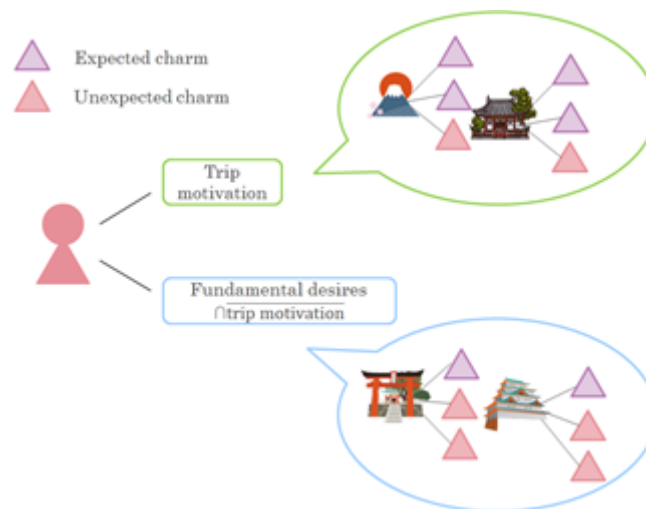 Expected charm
Unexpected charm
Trip
motivation
Fundamental desires
∩trip motivation